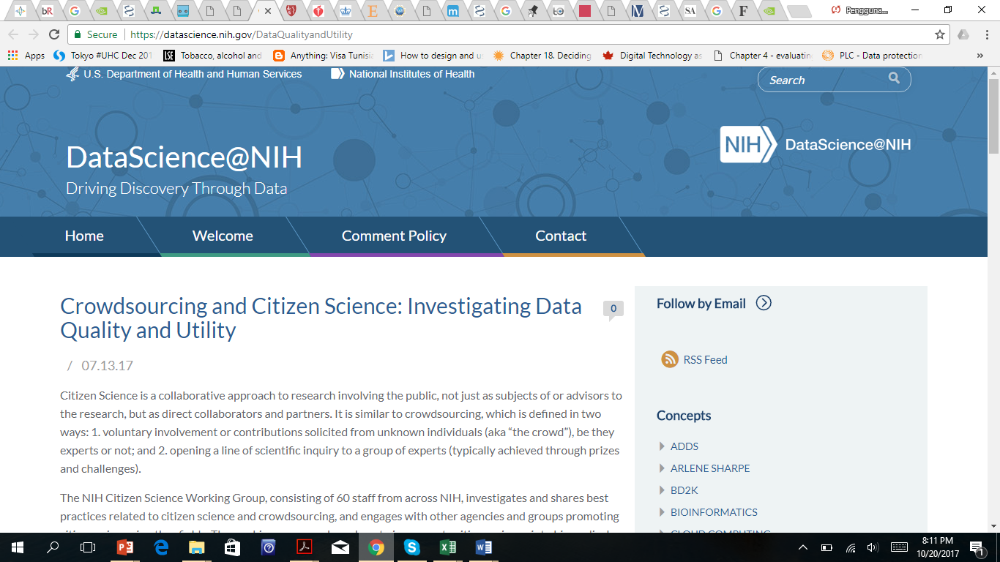 Pengguna...
Secure
https://datascience.nih.gov/DataQualityandUtility
Apps
Tokyo #UHC Dec 201
LSE
Tobacco, alcohol and
Anything: Visa Tunisia
How to design and us
Chapter 18. Deciding
Digital Technology as
Chapter 4 - evaluatin
PLC - Data protection
U.S. Department of Health and Human Services
National Institutes of Health
Search
DataScience@NIH
Driving Discovery Through Data
NIH
DataScience@NIH
Home
Welcome
Comment Policy
Contact
Crowdsourcing and Citizen Science: Investigating Data
Quality and Utility
0
/ 07.13.17
Citizen Science is a collaborative approach to research involving the public, not just as subjects of or advisors to
the research, but as direct collaborators and partners. It is similar to crowdsourcing, which is defined in two
ways: 1. voluntary involvement or contributions solicited from unknown individuals (aka “the crowd”), be they
experts or not; and 2. opening a line of scientific inquiry to a group of experts (typically achieved through prizes
and challenges).
The NIH Citizen Science Working Group, consisting of 60 staff from across NIH, investigates and shares best
practices related to citizen science and crowdsourcing, and engages with other agencies and groups promoting
Follow by Email
RSS Feed
Concepts
ADDS
ARLENE SHARPE
BD2K
BIOINFORMATICS
CLOUD COMPUTING
8:11 PM
10/20/2017